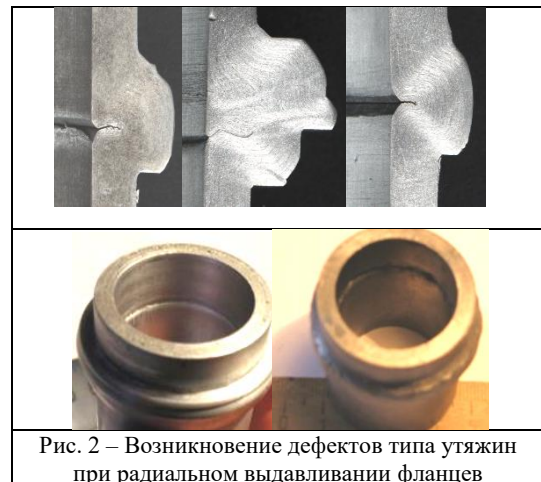 Рис. 2 – Возникновение дефектов типа утяжин
при радиальном выдавливании фланцев